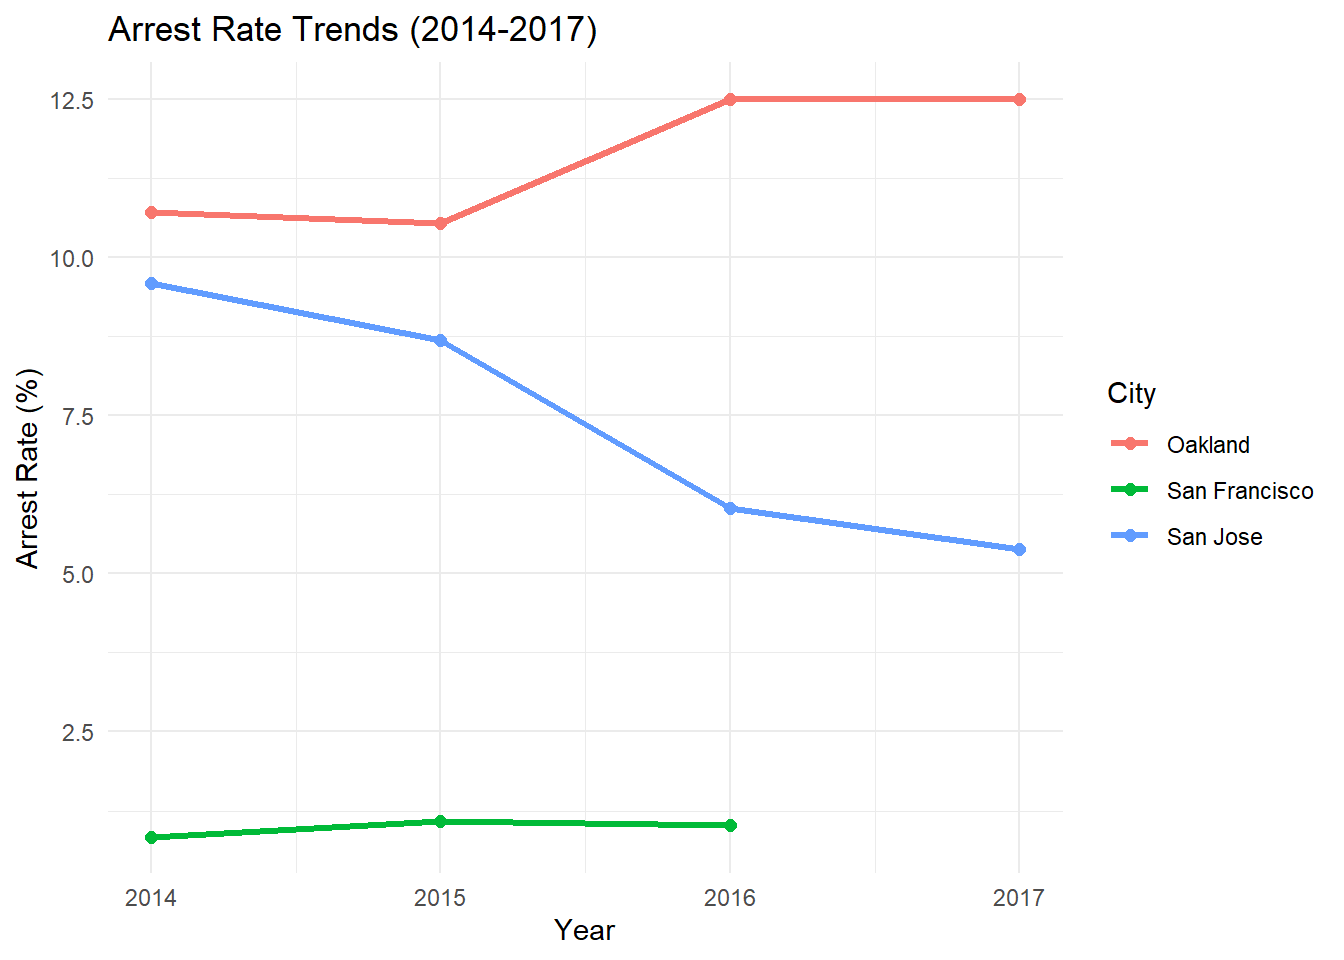 Arrest Rate Trends (2014-2017)
12.5
10.0
7.5
5.0
2.5
Arrest Rate (%)
2014 2015 2016 2017
Year
City
Oakland
San Francisco
San Jose